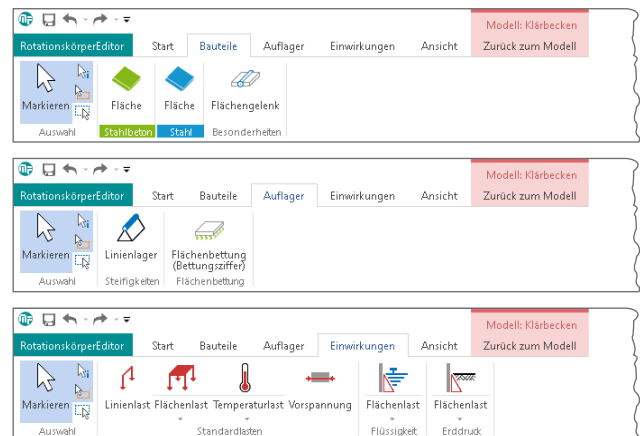 Modell: Klärbecken
RotationskörperEditor Start Bauteile Auflager Einwirkungen Ansicht Zurück zum Modell
Markieren Fläche Fläche Flächengelenk
Auswahl Stahlbeton Stahl Besonderheiten
Modell: Klärbecken
RotationskörperEditor Start Bauteile Auflager Einwirkungen Ansicht Zurück zum Modell
Markieren Linienlager Flächenbettung
(Bettungsziffer)
Auswahl Steifigkeiten Flächenbettung
Modell: Klärbecken
RotationskörperEditor Start Bauteile Auflager Einwirkungen Ansicht Zurück zum Modell
Markieren Linienlast Flächenlast Temperaturlast Vorspannung Flächenlast Flächenlast
Auswahl Standardlasten Flüssigkeit Erddruck